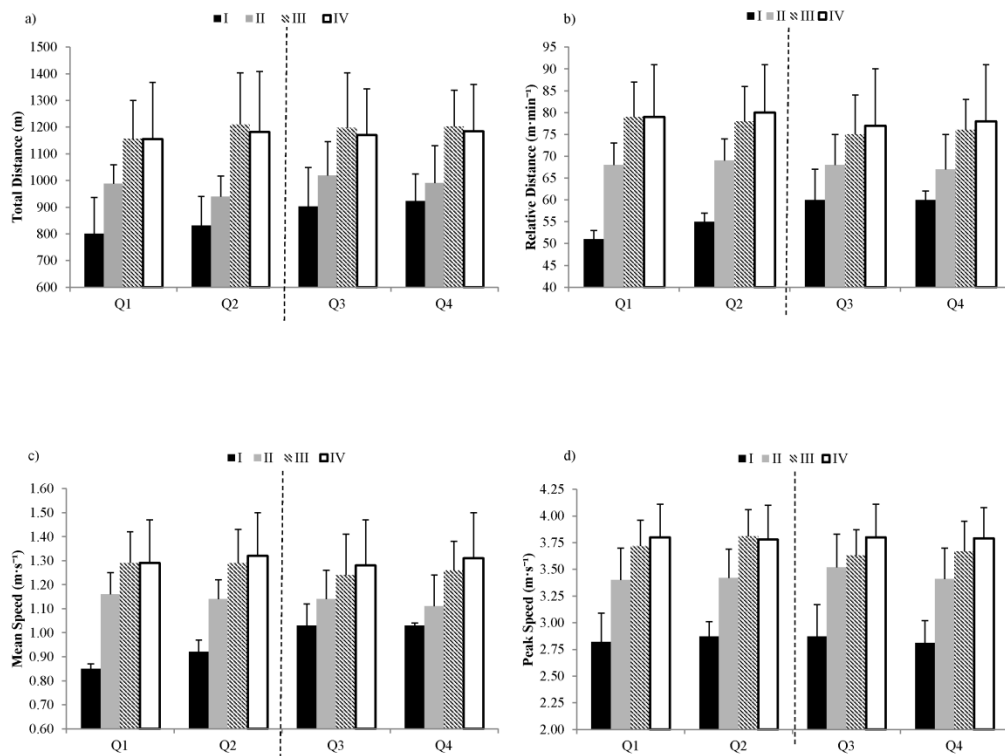 a)
I II III IV
Total Distance (m)
1500
1400
1300
1200
1100
1000
900
800
700
600
Q1 Q2 Q3 Q4
b)
I II III IV
Relative Distance (m·min⁻¹)
95
90
85
80
75
70
65
60
55
50
45
40
Q1 Q2 Q3 Q4
c)
I II III IV
Mean Speed (m·s⁻¹)
1.60
1.50
1.40
1.30
1.20
1.10
1.00
0.90
0.80
0.70
0.60
Q1 Q2 Q3 Q4
d)
I II III IV
Peak Speed (m·s⁻¹)
4.25
4.00
3.75
3.50
3.25
3.00
2.75
2.50
2.25
2.00
Q1 Q2 Q3 Q4